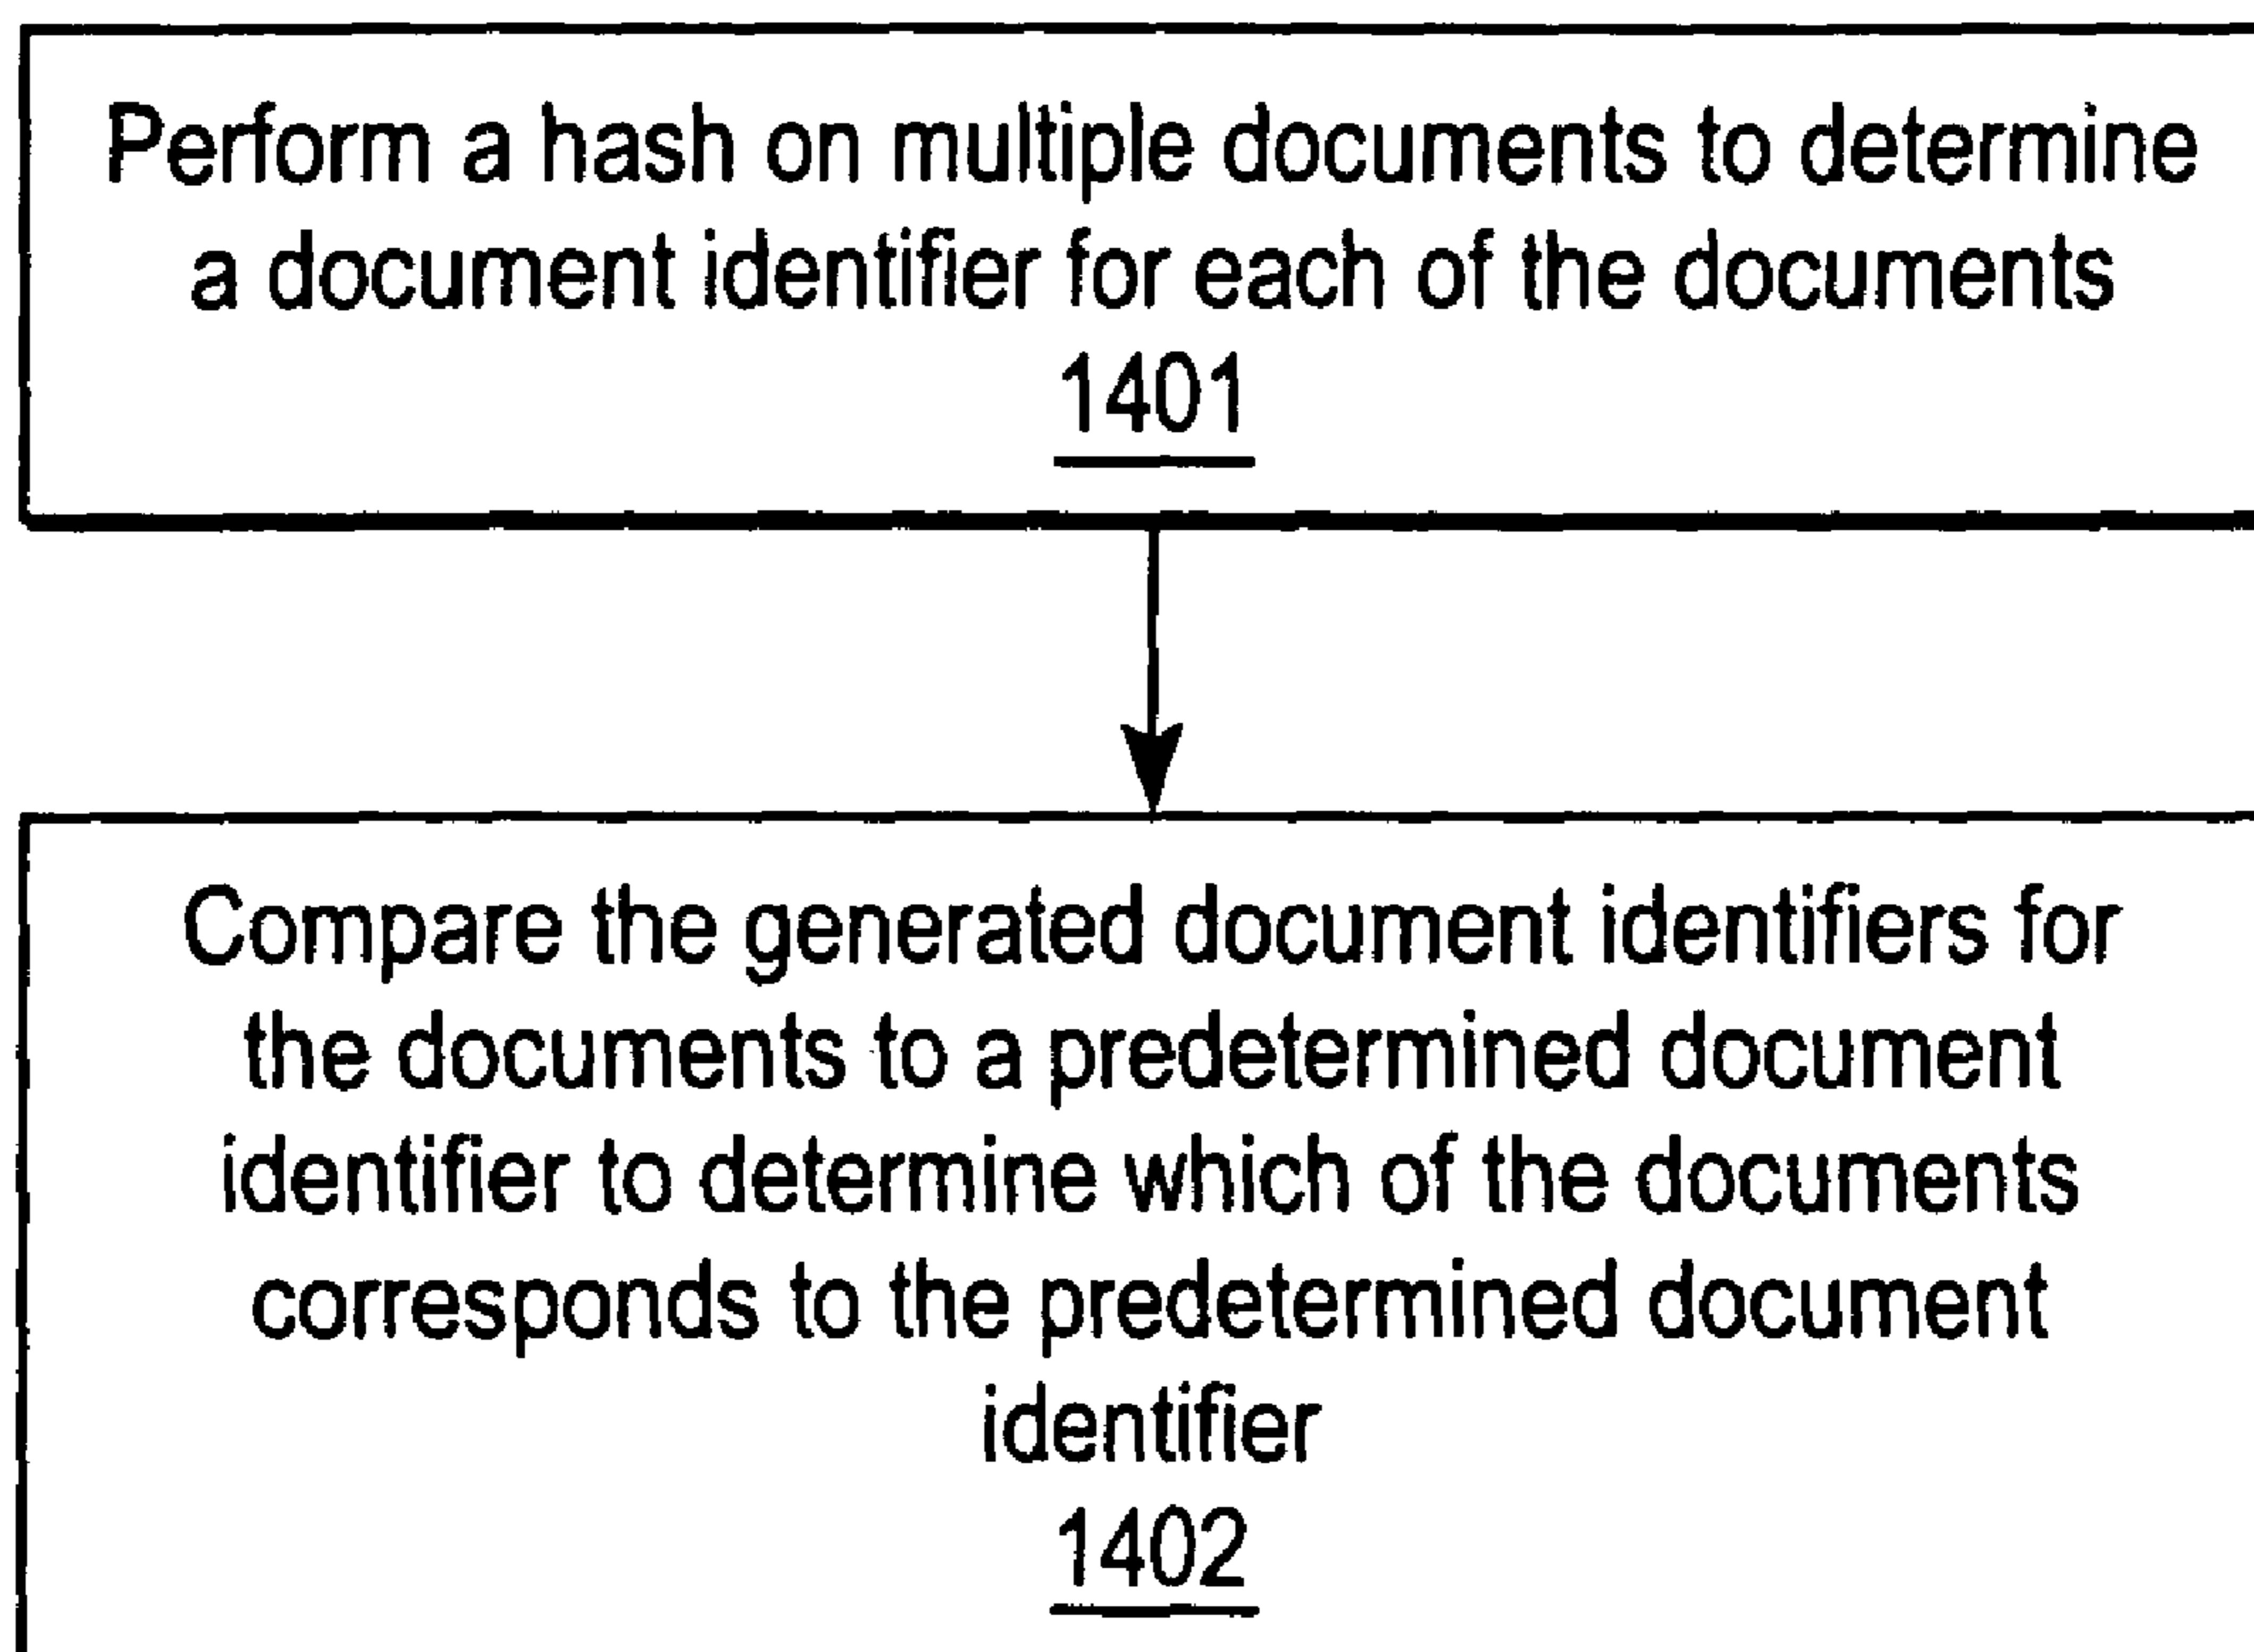 Perform a hash on multiple documents to determine
a document identifier for each of the documents
1401
Compare the generated document identifiers for
the documents to a predetermined document
identifier to determine which of the documents
corresponds to the predetermined document
identifier
1402